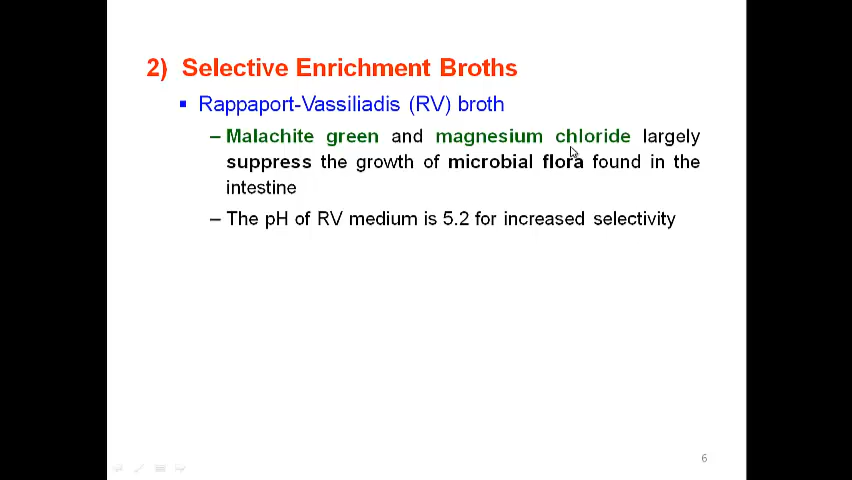 2) Selective Enrichment Broths
▪ Rappaport-Vassiliadis (RV) broth
– Malachite green and magnesium chloride largely
suppress the growth of microbial flora found in the
intestine
– The pH of RV medium is 5.2 for increased selectivity
6